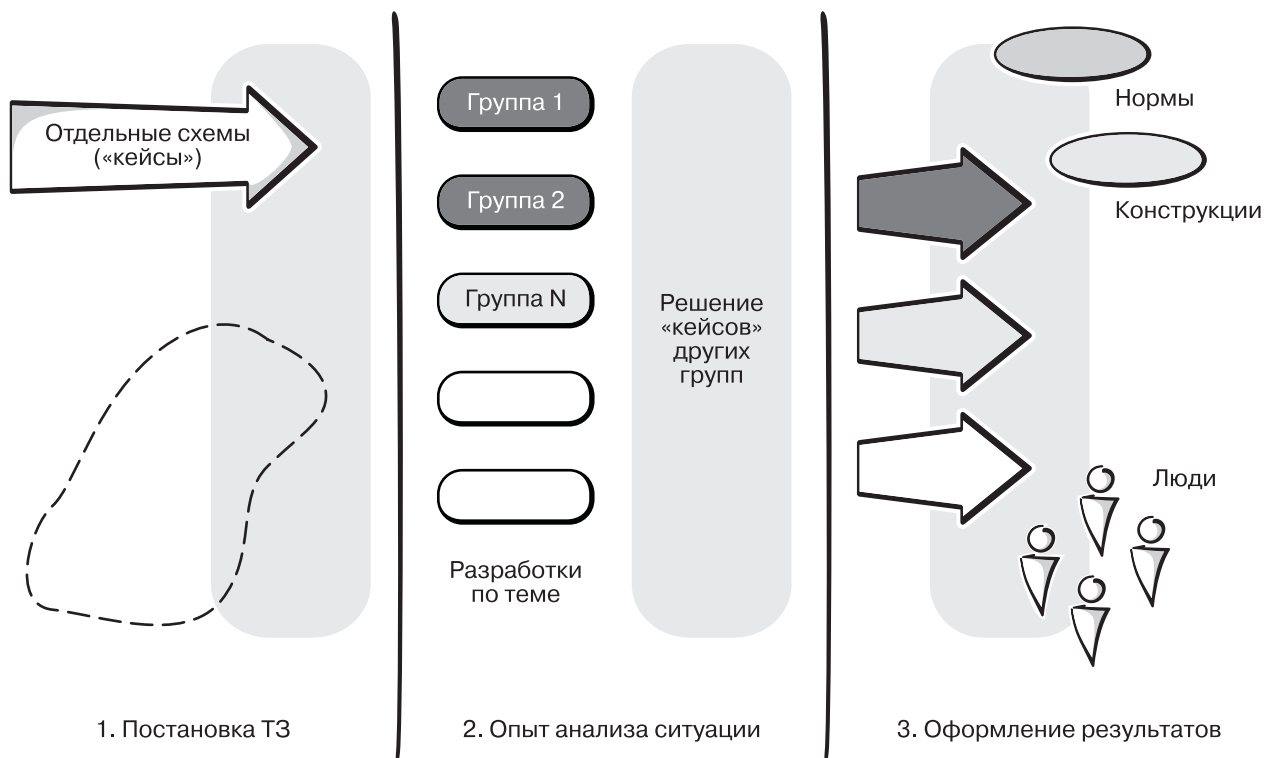 Отдельные схемы
(«кейсы»)
1. Постановка ТЗ
Группа 1
Группа 2
Группа N
Разработки
по теме
Решение
«кейсов»
других
групп
2. Опыт анализа ситуации
Нормы
Конструкции
Люди
3. Оформление результатов